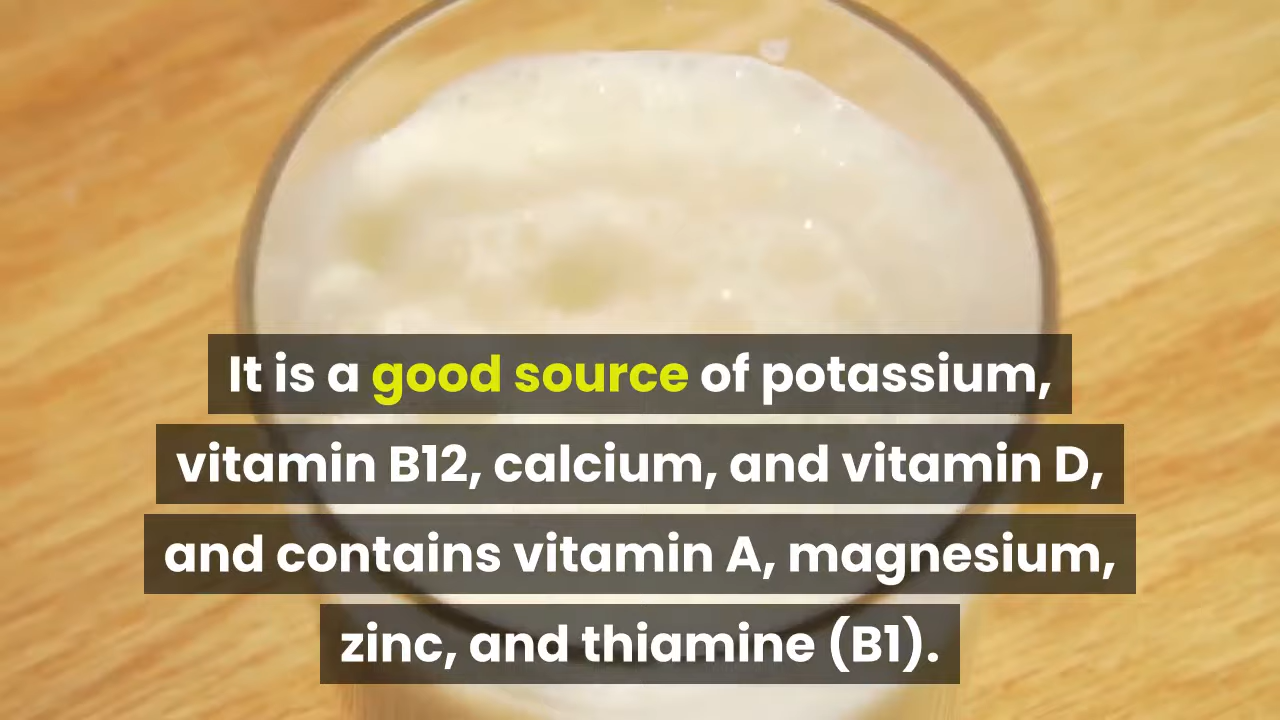 It is a good source of potassium,
vitamin B12, calcium, and vitamin D,
and contains vitamin A, magnesium,
zinc, and thiamine (B1).